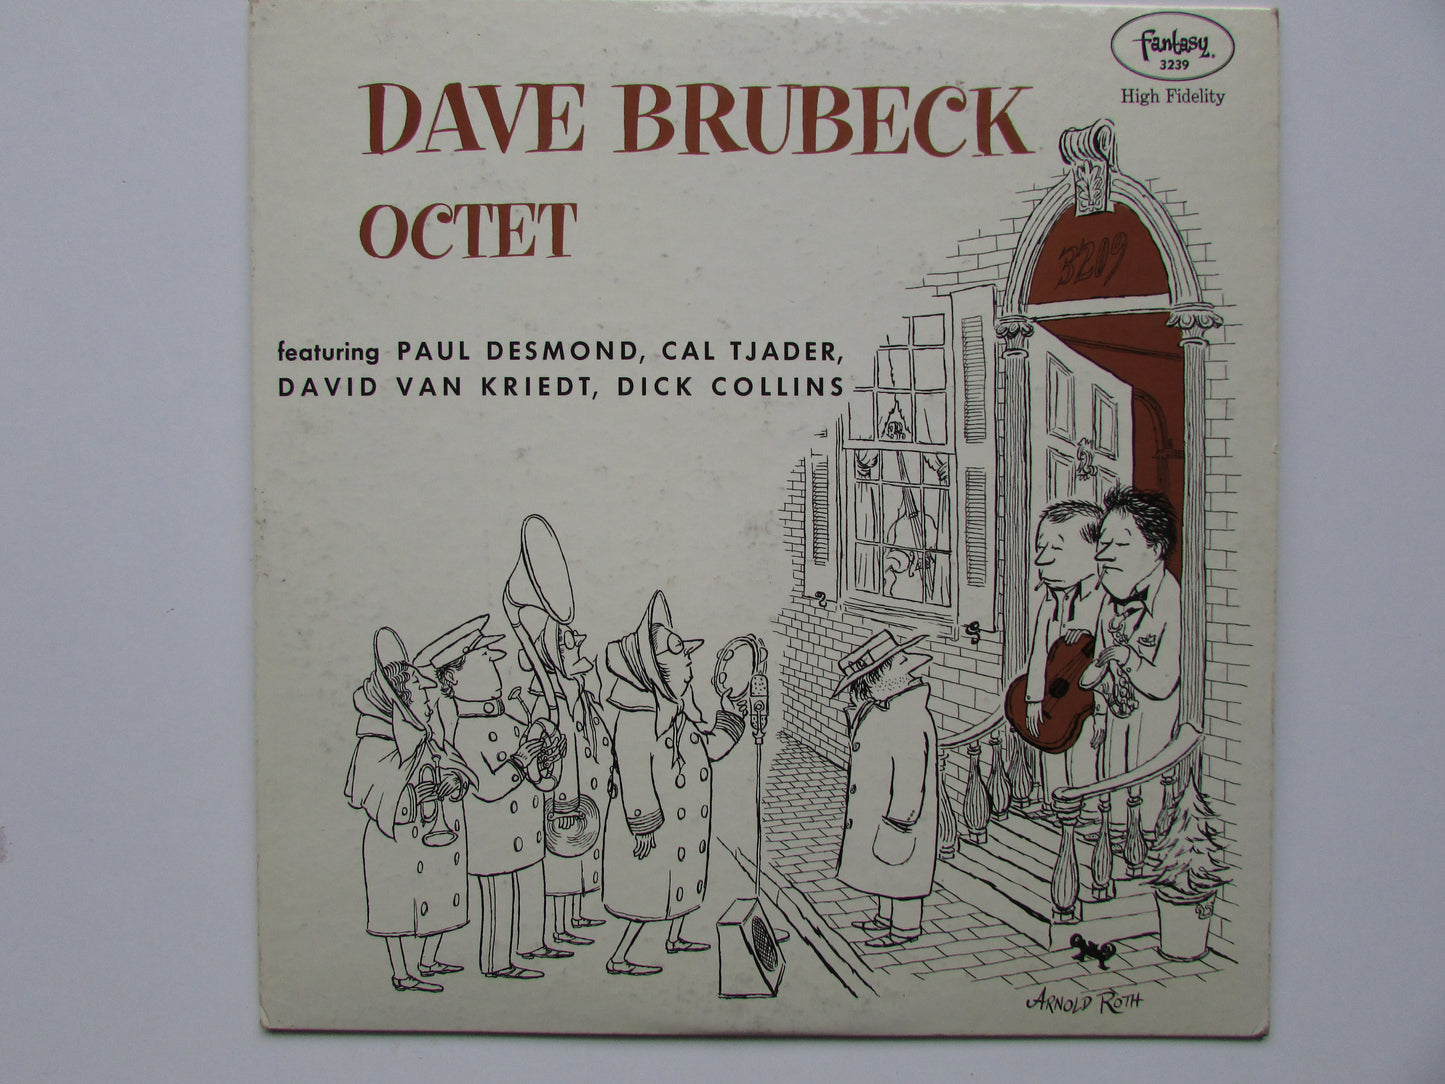 fantasy
3239
High Fidelity
DAVE BRUBECK
OCTET
3209
featuring PAUL DESMOND, CAL TJADER,
DAVID VAN KRIEDT, DICK COLLINS
ARNOLD ROTH